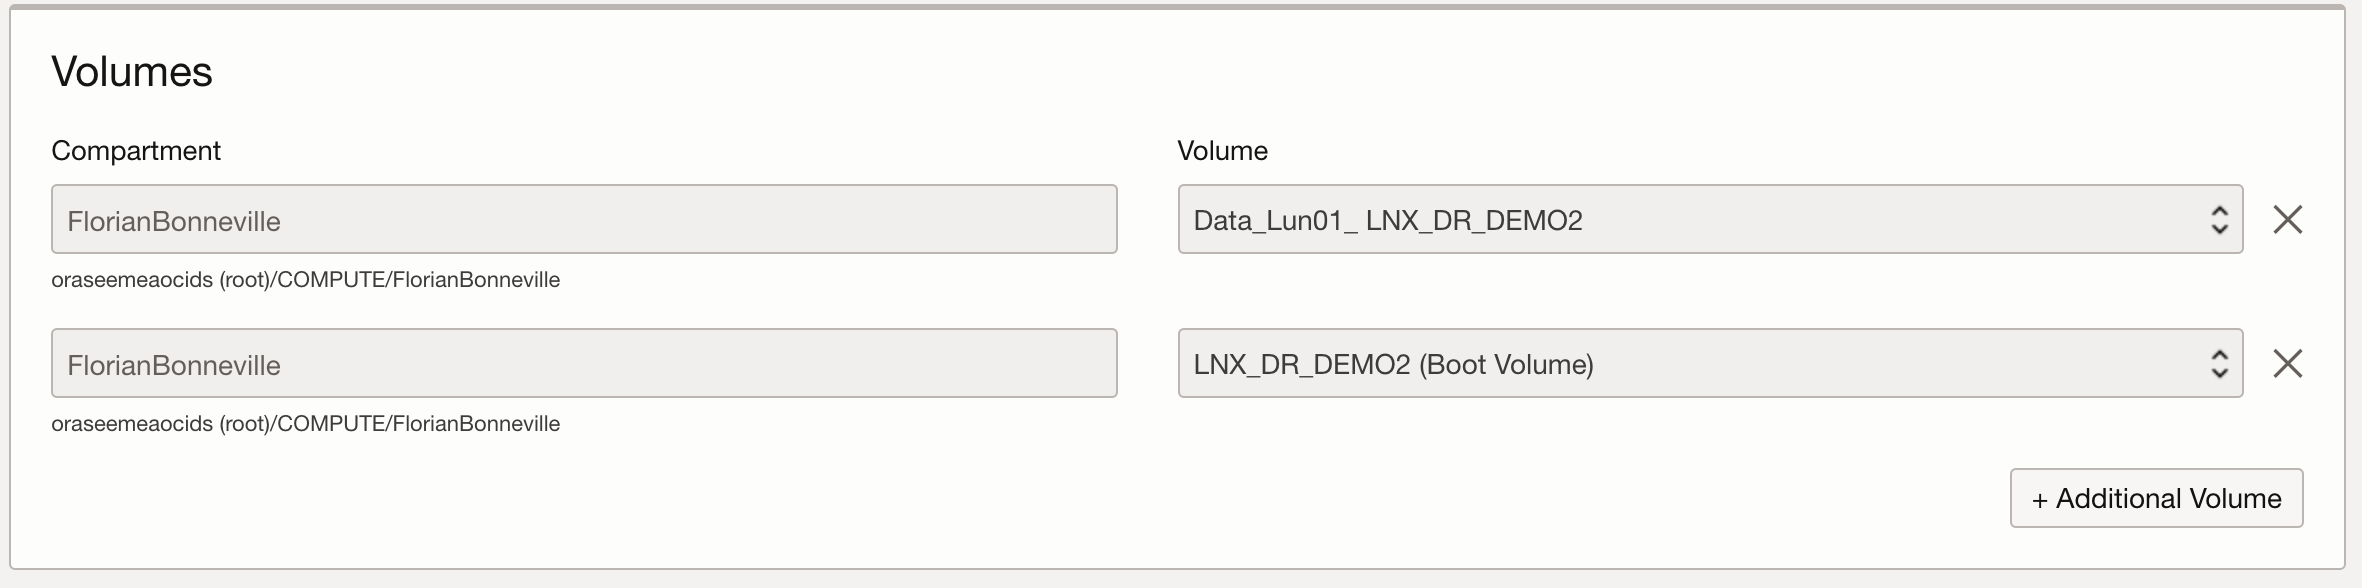 Volumes
Compartment
Volume
FlorianBonneville
Data_Lun01_ LNX_DR_DEMO2
oraseemeaocids (root)/COMPUTE/FlorianBonneville
FlorianBonneville
LNX_DR_DEMO2 (Boot Volume)
oraseemeaocids (root)/COMPUTE/FlorianBonneville
+ Additional Volume